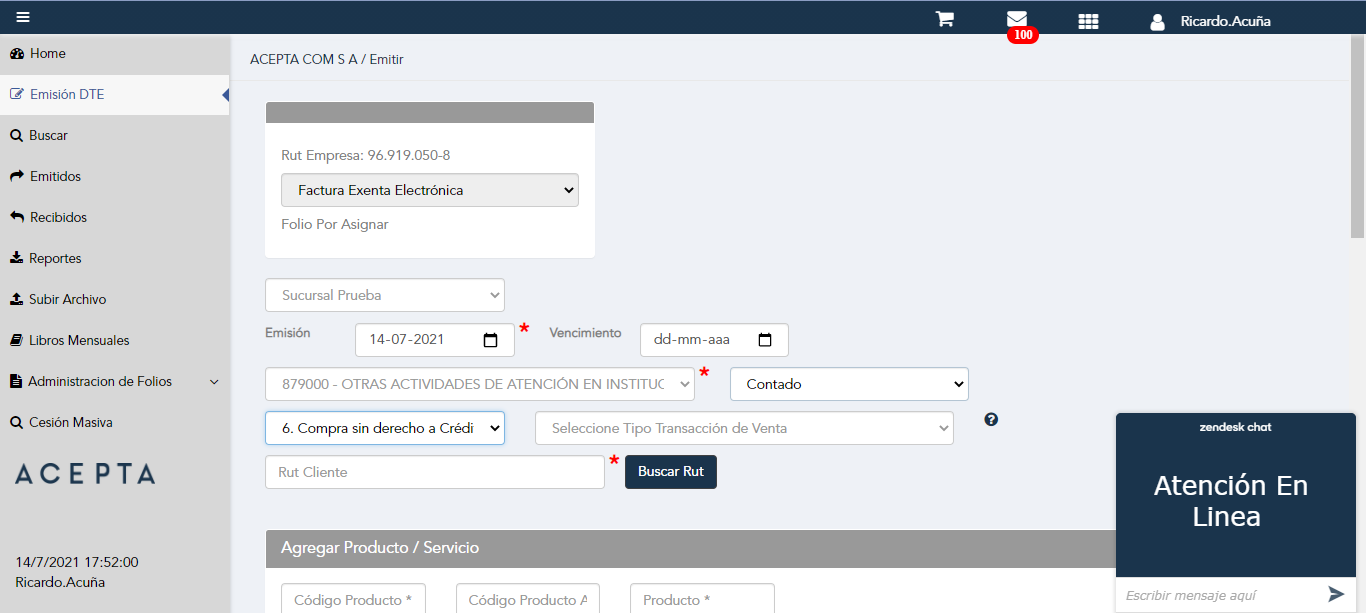 100
Ricardo.Acuña
Home
Emisión DTE
Buscar
Emitidos
Recibidos
Reportes
Subir Archivo
Libros Mensuales
Administracion de Folios
Cesión Masiva
ACEPTA
14/7/2021 17:52:00
Ricardo.Acuña
ACEPTA COM S A / Emitir
Rut Empresa: 96.919.050-8
Factura Exenta Electrónica
Folio Por Asignar
Sucursal Prueba
Emisión 14-07-2021 * Vencimiento dd-mm-aaa
879000 - OTRAS ACTIVIDADES DE ATENCIÓN EN INSTITUC * Contado
6. Compra sin derecho a Crédi Seleccione Tipo Transacción de Venta ?
Rut Cliente * Buscar Rut
Agregar Producto / Servicio
Código Producto * Código Producto A Producto *
zendesk chat
Atención En
Linea
Escribir mensaje aquí